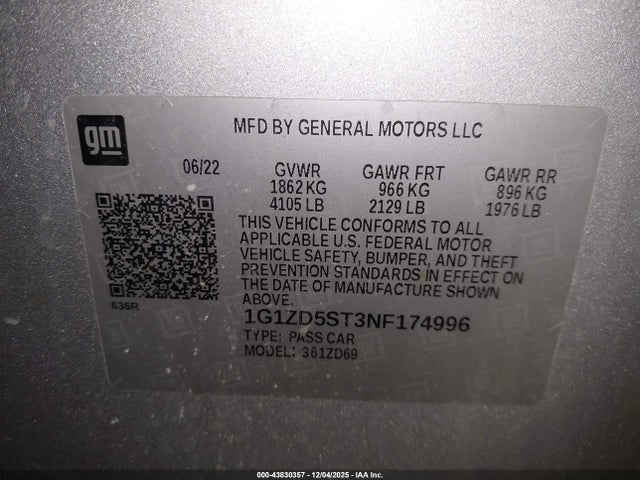 gm
MFD BY GENERAL MOTORS LLC
06/22 GVWR GAWR FRT GAWR RR
1862 KG 966 KG 896 KG
4105 LB 2129 LB 1976 LB
THIS VEHICLE CONFORMS TO ALL
APPLICABLE U.S. FEDERAL MOTOR
VEHICLE SAFETY, BUMPER, AND THEFT
PREVENTION STANDARDS IN EFFECT ON
THE DATE OF MANUFACTURE SHOWN
ABOVE.
636R
1G1ZD5ST3NF174996
TYPE: PASS CAR
MODEL: 361ZD69
000-43830357 - 12/04/2025 - IAA Inc.